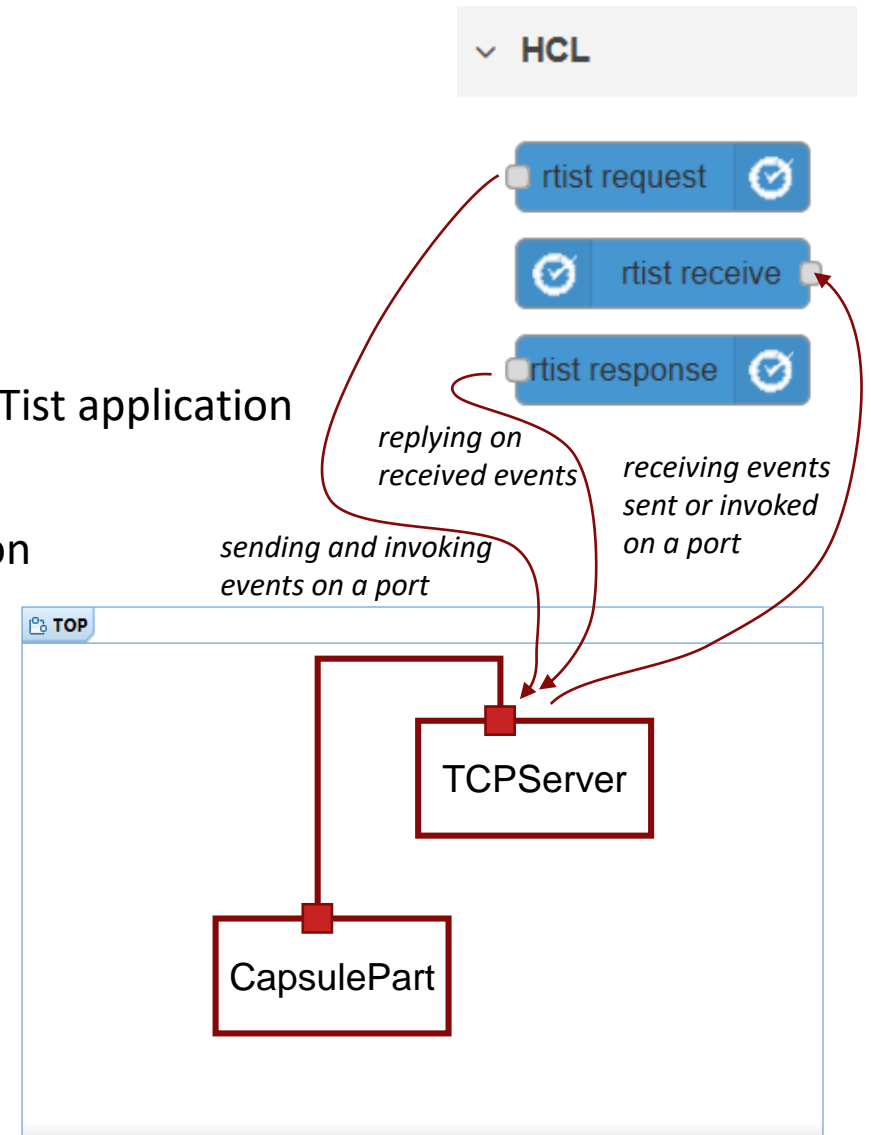 HCL
rtist request
rtist receive
rtist response
Tist application
replying on
received events
receiving events
sent or invoked
on a port
on
sending and invoking
events on a port
TOP
TCPServer
CapsulePart